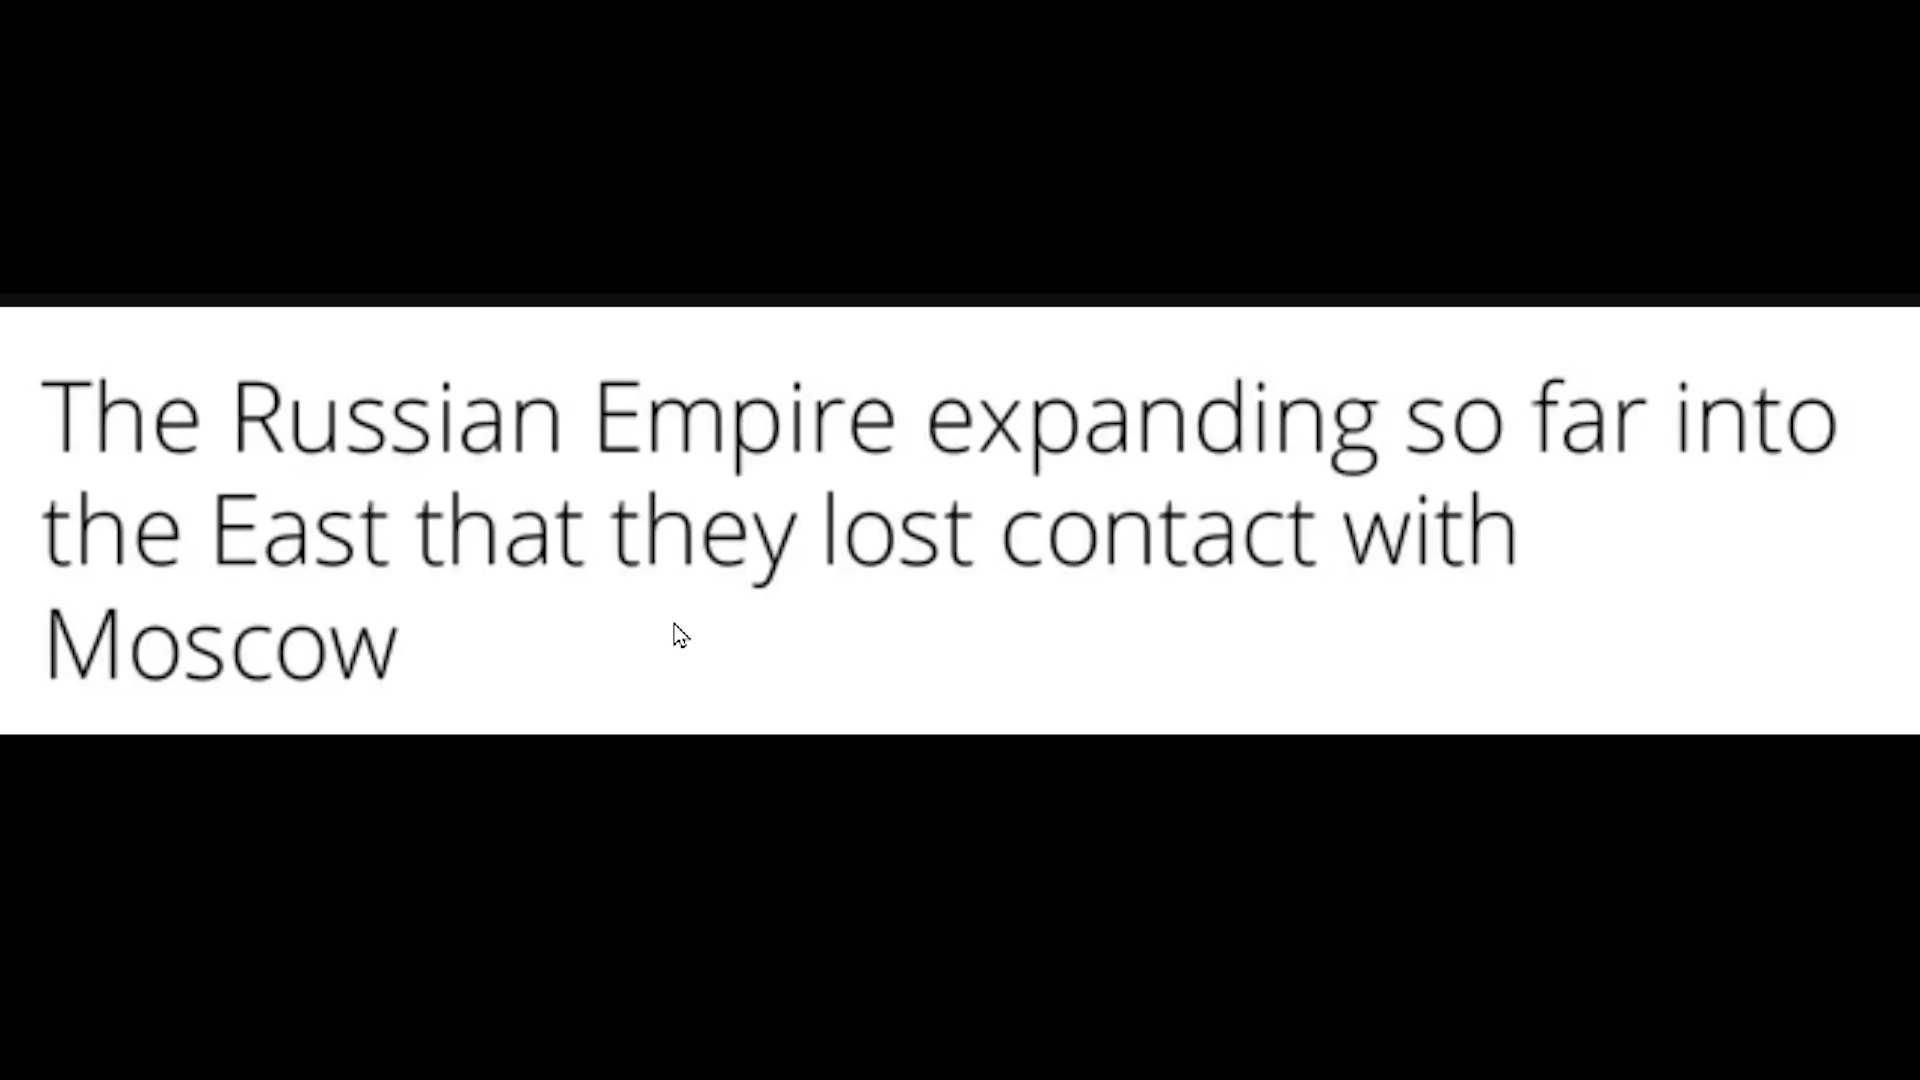 The Russian Empire expanding so far into
the East that they lost contact with
Moscow